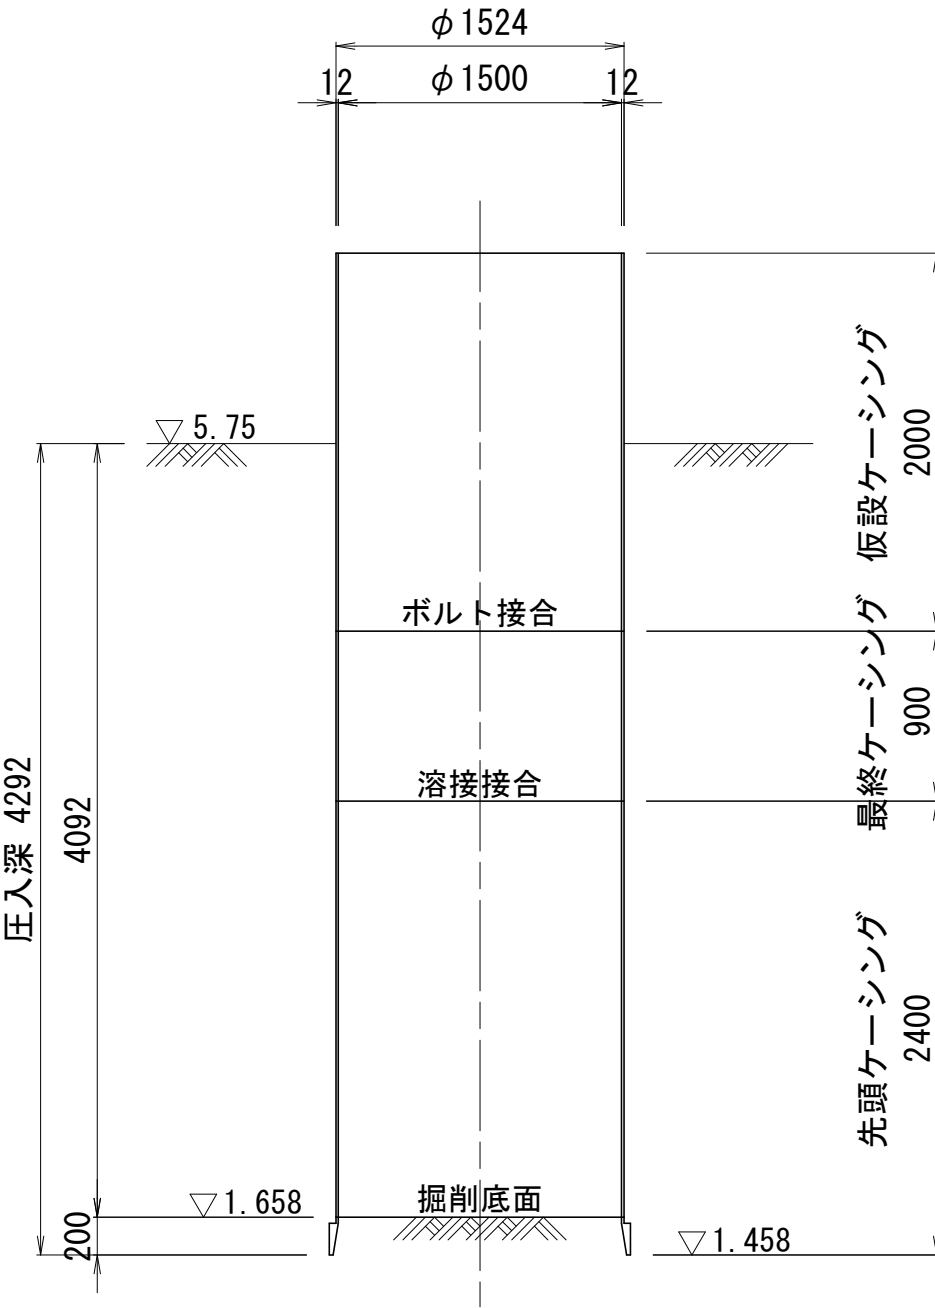 φ1524
12
φ1500
12
5.75
仮設ケーシング
2000
ボルト接合
最終ケーシング
900
溶接接合
圧入深 4292
4092
先頭ケーシング
2400
1.658
掘削底面
200
1.458